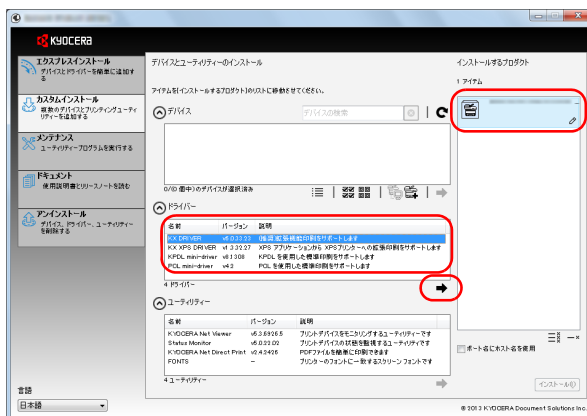 KYOCERA
エクスプレスインストール
デバイスとドライバーを簡単に追加す
る
カスタムインストール
複数のデバイスとプリンティングユーティ
リティーを追加する
メンテナンス
ユーティリティープログラムを実行する
ドキュメント
使用説明書とリリースノートを読む
アンインストール
デバイス、ドライバー、ユーティリティー
を削除する
言語
日本語
デバイスとユーティリティーのインストール
アイテムを[インストールするプロダクト]のリストに移動させてください。
デバイス
デバイスの検索
0/(0 個中)のデバイスが選択済み
ドライバー
名前 バージョン 説明
KX DRIVER (推奨)拡張機能印刷をサポートします
KX XPS DRIVER XPS アプリケーションから XPSプリンターへの拡張印刷をサポートします
KPDL mini-driver KPDL を使用した標準印刷をサポートします
PCL mini-driver v4.3 PCL を使用した標準印刷をサポートします
4 ドライバー
ユーティリティー
名前 バージョン 説明
KYOCERA Net Viewer プリントデバイスをモニタリングするユーティリティーです
Status Monitor プリントデバイスの状態を監視するユーティリティーです
KYOCERA Net Direct Print PDFファイルを簡単に印刷できます
FONTS – プリンターのフォントに一致するスクリーン フォントです
4 ユーティリティー
インストールするプロダクト
1 アイテム
ポート名にホスト名を使用
インストール(I)
© 2013 KYOCERA Document Solutions Inc.